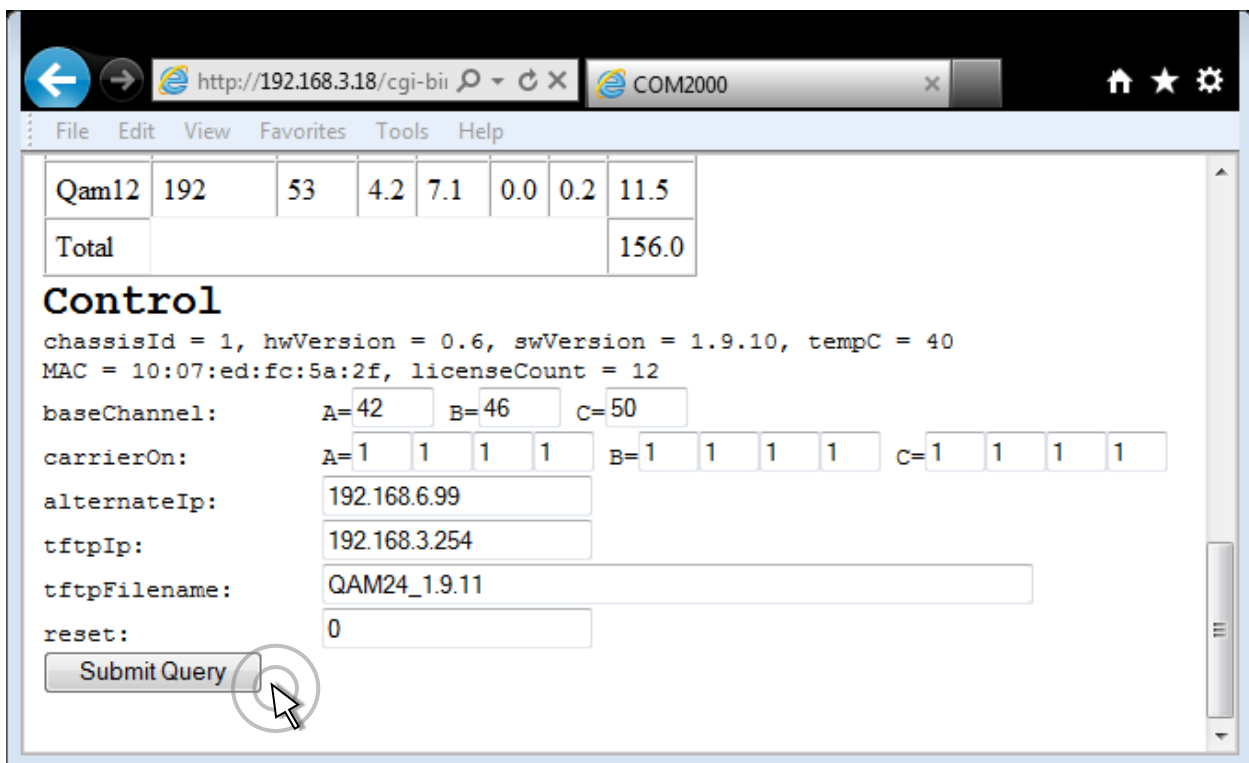 http://192.168.3.18/cgi-bii COM2000
File Edit View Favorites Tools Help
Qam12 192 53 4.2 7.1 0.0 0.2 11.5
Total 156.0
Control
chassisId = 1, hwVersion = 0.6, swVersion = 1.9.10, tempC = 40
MAC = 10:07:ed:fc:5a:2f, licenseCount = 12
baseChannel: A=42 B=46 C=50
carrierOn: A=1 1 1 1 B=1 1 1 1 C=1 1 1 1
alternateIp: 192.168.6.99
tftpIp: 192.168.3.254
tftpFilename: QAM24_1.9.11
reset: 0
Submit Query